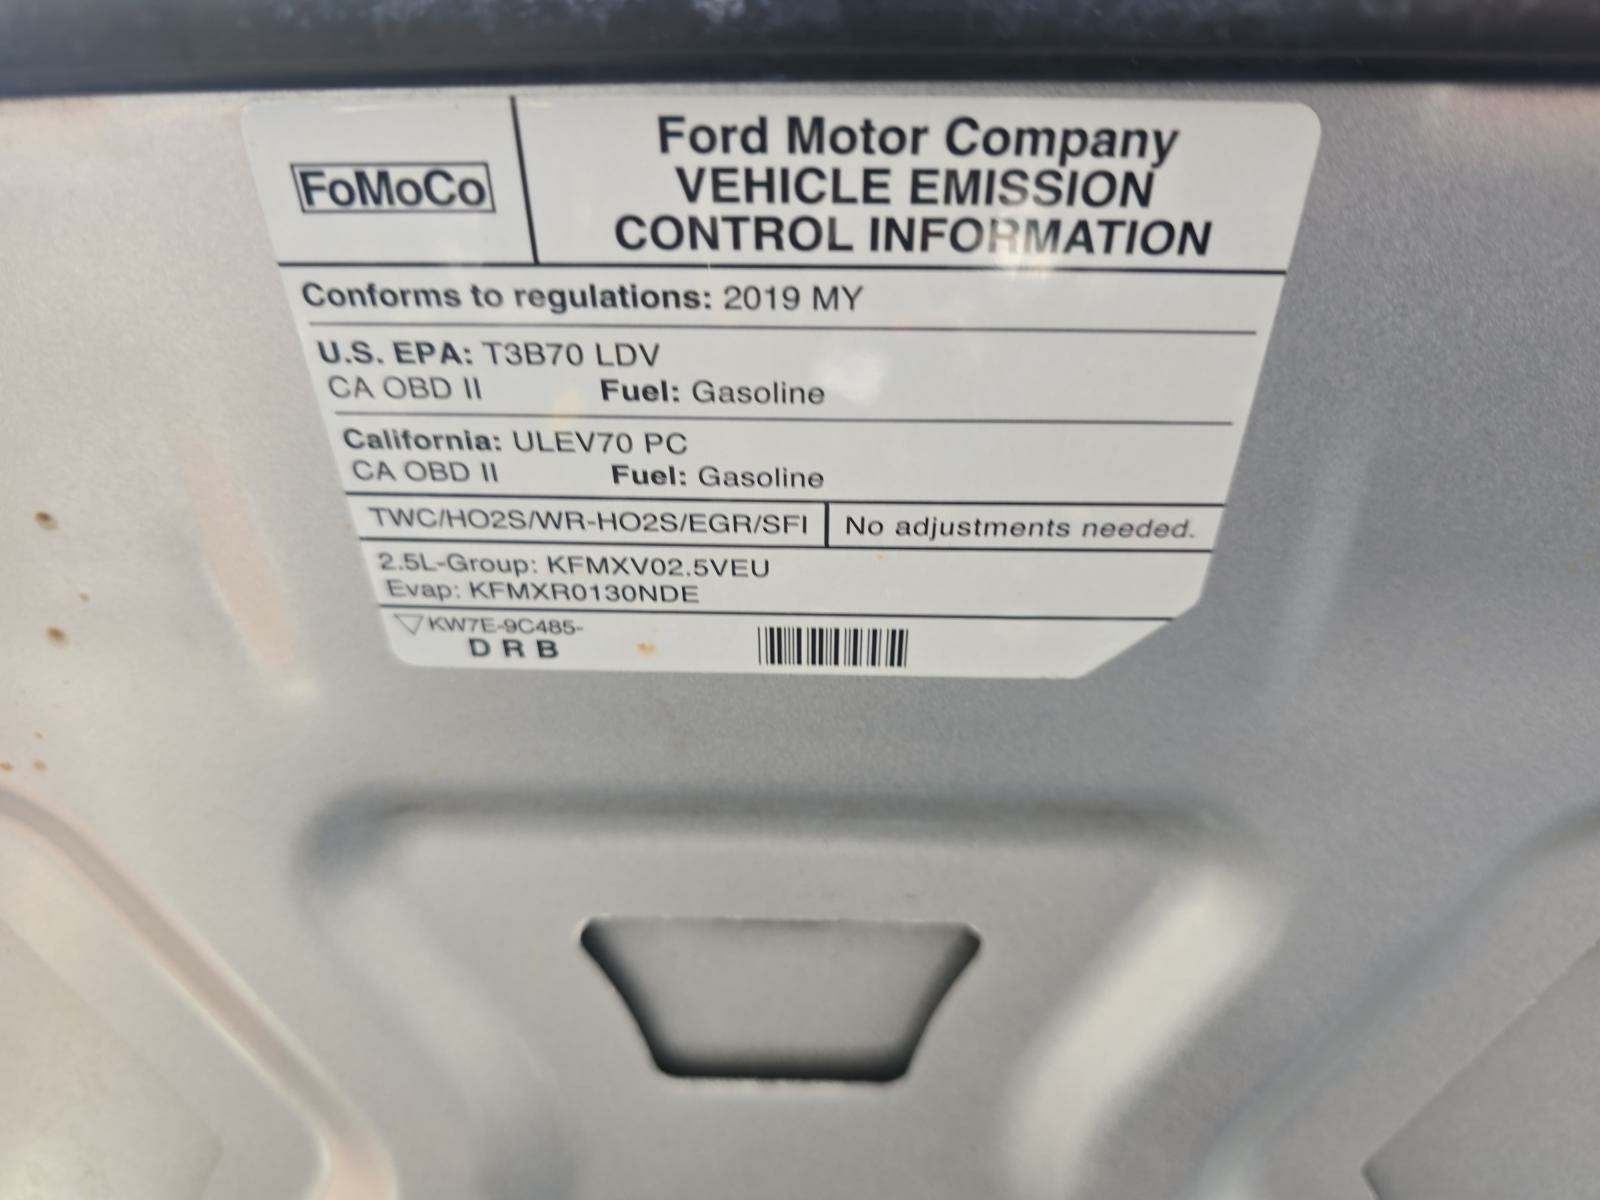 FoMoCo
Ford Motor Company
VEHICLE EMISSION
CONTROL INFORMATION
Conforms to regulations: 2019 MY
U.S. EPA: T3B70 LDV
CA OBD II Fuel: Gasoline
California: ULEV70 PC
CA OBD II Fuel: Gasoline
TWC/HO2S/WR-HO2S/EGR/SFI No adjustments needed.
2.5L-Group: KFMXV02.5VEU
Evap: KFMXR0130NDE
KW7E-9C485-
D R B